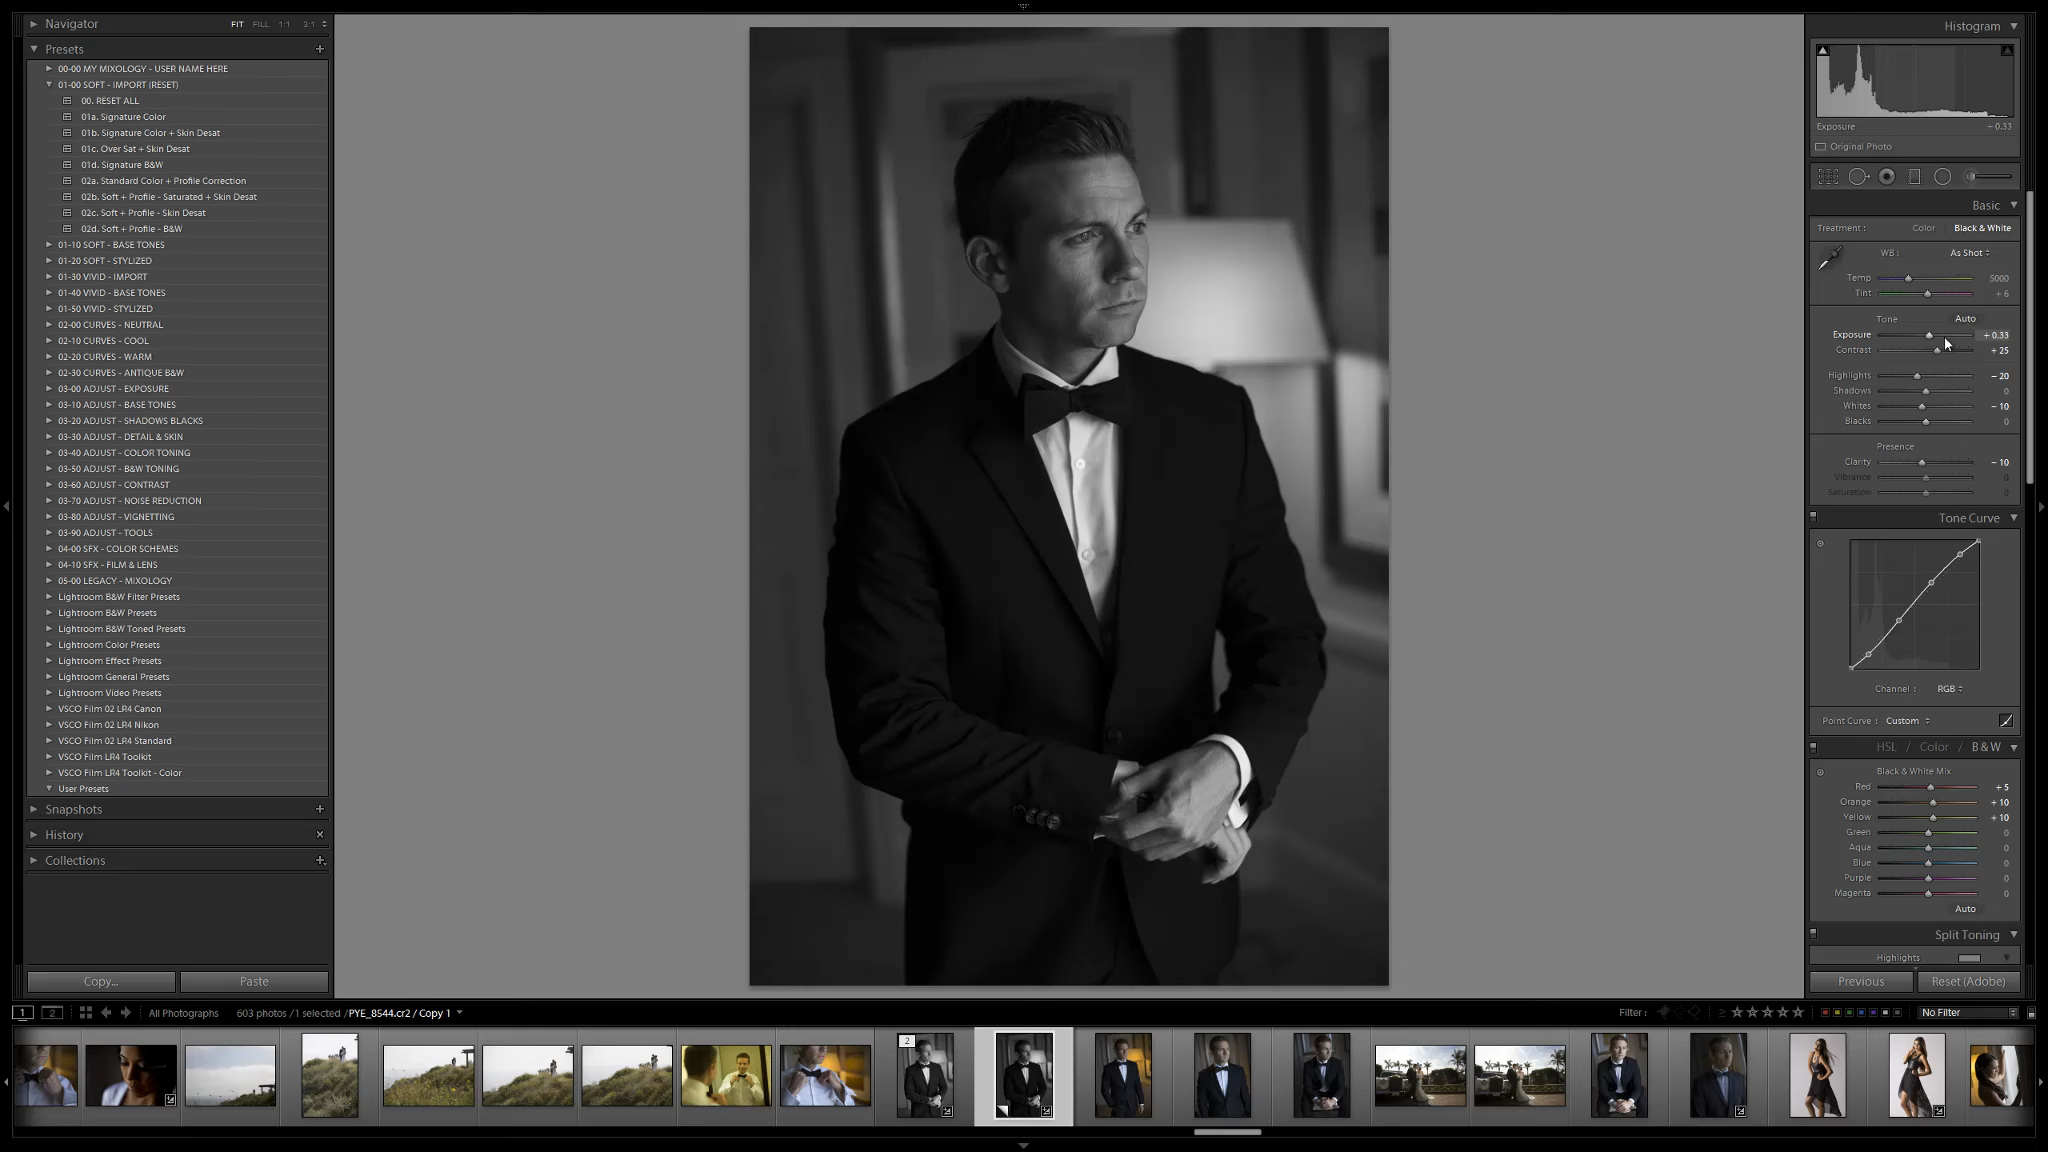 Navigator FIT FILL 1:1 3:1
Presets +
00-00 MY MIXOLOGY - USER NAME HERE
01-00 SOFT - IMPORT (RESET)
00. RESET ALL
01a. Signature Color
01b. Signature Color + Skin Desat
01c. Over Sat + Skin Desat
01d. Signature B&W
02a. Standard Color + Profile Correction
02b. Soft + Profile - Saturated + Skin Desat
02c. Soft + Profile - Skin Desat
02d. Soft + Profile - B&W
01-10 SOFT - BASE TONES
01-20 SOFT - STYLIZED
01-30 VIVID - IMPORT
01-40 VIVID - BASE TONES
01-50 VIVID - STYLIZED
02-00 CURVES - NEUTRAL
02-10 CURVES - COOL
02-20 CURVES - WARM
02-30 CURVES - ANTIQUE B&W
03-00 ADJUST - EXPOSURE
03-10 ADJUST - BASE TONES
03-20 ADJUST - SHADOWS BLACKS
03-30 ADJUST - DETAIL & SKIN
03-40 ADJUST - COLOR TONING
03-50 ADJUST - B&W TONING
03-60 ADJUST - CONTRAST
03-70 ADJUST - NOISE REDUCTION
03-80 ADJUST - VIGNETTING
03-90 ADJUST - TOOLS
04-00 SFX - COLOR SCHEMES
04-10 SFX - FILM & LENS
05-00 LEGACY - MIXOLOGY
Lightroom B&W Filter Presets
Lightroom B&W Presets
Lightroom B&W Toned Presets
Lightroom Color Presets
Lightroom Effect Presets
Lightroom General Presets
Lightroom Video Presets
VSCO Film 02 LR4 Canon
VSCO Film 02 LR4 Nikon
VSCO Film 02 LR4 Standard
VSCO Film LR4 Toolkit
VSCO Film LR4 Toolkit - Color
User Presets
Snapshots +
History ×
Collections +
Copy... Paste
Histogram
Exposure + 0.33
Original Photo
Basic
Treatment : Color Black & White
WB : As Shot
Temp 5000
Tint + 6
Tone Auto
Exposure + 0.33
Contrast + 25
Highlights − 20
Shadows 0
Whites − 10
Blacks 0
Presence
Clarity − 10
Vibrance 0
Saturation 0
Tone Curve
Channel : RGB
Point Curve : Custom
HSL / Color / B & W
Black & White Mix
Red + 5
Orange + 10
Yellow + 10
Green 0
Aqua 0
Blue 0
Purple 0
Magenta 0
Auto
Split Toning
Highlights
Previous Reset (Adobe)
1 2 All Photographs 603 photos / 1 selected / PYE_8544.cr2 / Copy 1 Filter : ≥ No Filter
2